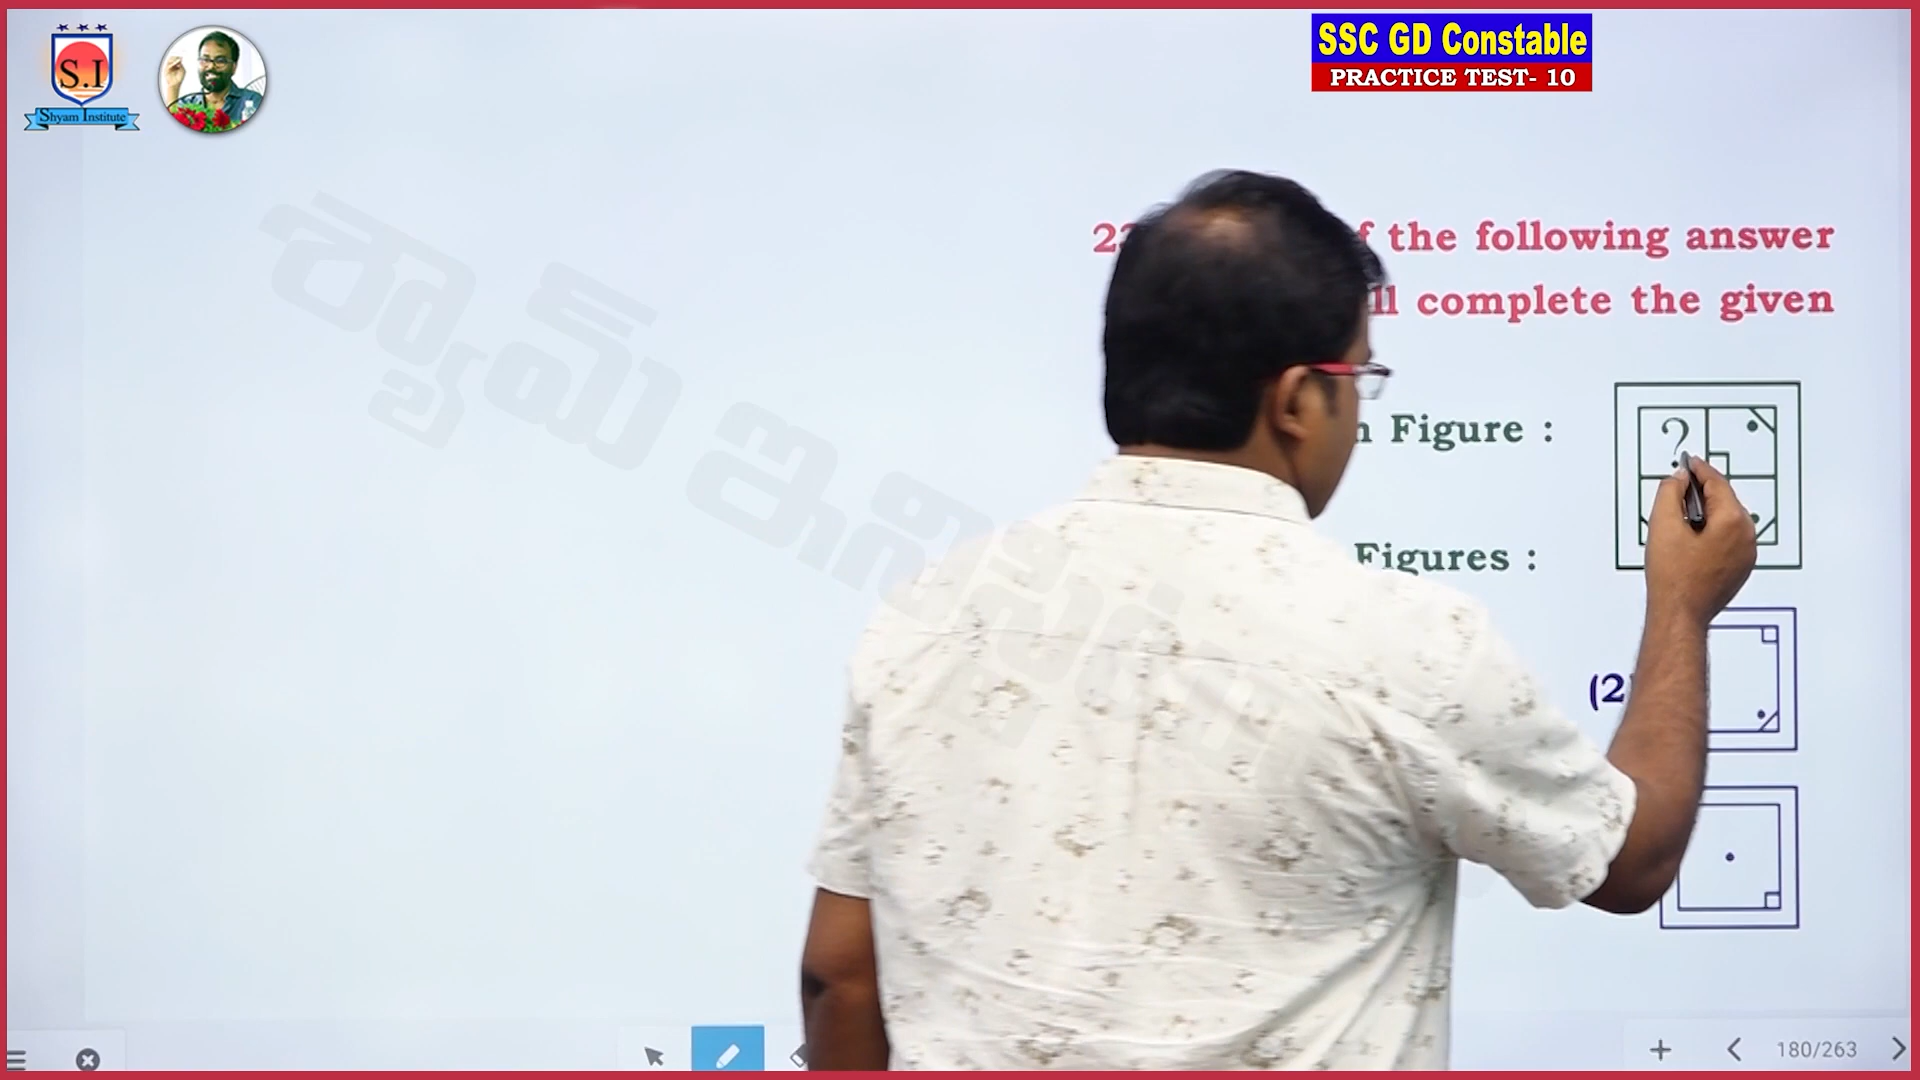 S.I
Shyam Institute
SSC GD Constable
PRACTICE TEST- 10
the following answer
complete the given
Figure :
?
Figures :
(2
శ్యామ్ ఇన్స్టిట్యూట్
180/263